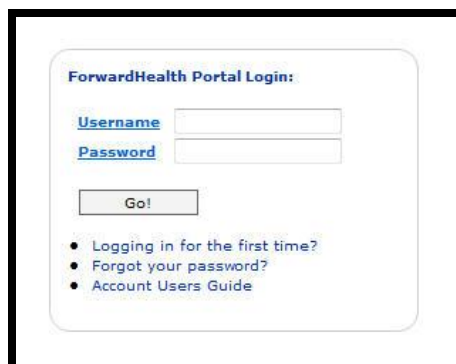 ForwardHealth Portal Login:
Username
Password
Go!
Logging in for the first time?
Forgot your password?
Account Users Guide